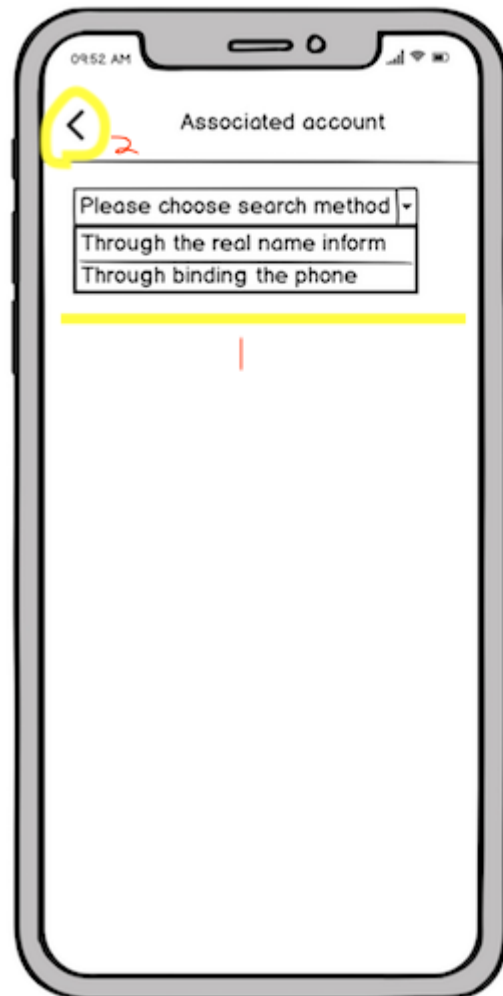 09:52 AM
Associated account
2
Please choose search method
Through the real name inform
Through binding the phone
1